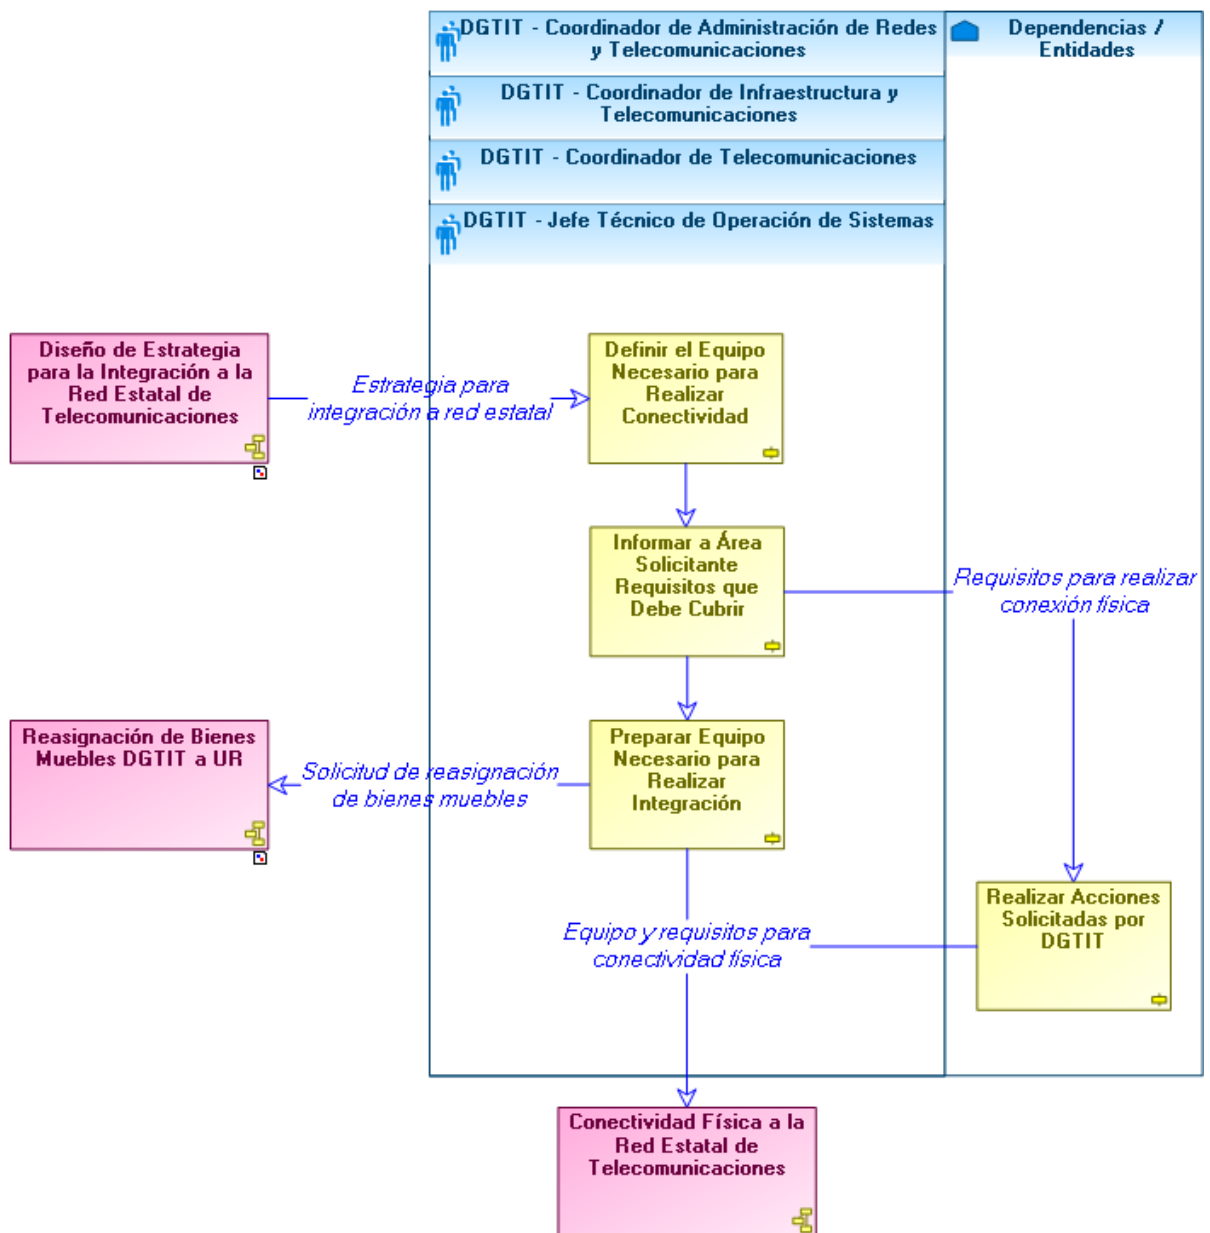 DGTIT - Coordinador de Administración de Redes
y Telecomunicaciones
Dependencias /
Entidades
DGTIT - Coordinador de Infraestructura y
Telecomunicaciones
DGTIT - Coordinador de Telecomunicaciones
DGTIT - Jefe Técnico de Operación de Sistemas
Diseño de Estrategia
para la Integración a la
Red Estatal de
Telecomunicaciones
Estrategia para
integración a red estatal
Definir el Equipo
Necesario para
Realizar
Conectividad
Informar a Área
Solicitante
Requisitos que
Debe Cubrir
Requisitos para realizar
conexión física
Reasignación de Bienes
Muebles DGTIT a UR
Solicitud de reasignación
de bienes muebles
Preparar Equipo
Necesario para
Realizar
Integración
Realizar Acciones
Solicitadas por
DGTIT
Equipo y requisitos para
conectividad física
Conectividad Física a la
Red Estatal de
Telecomunicaciones